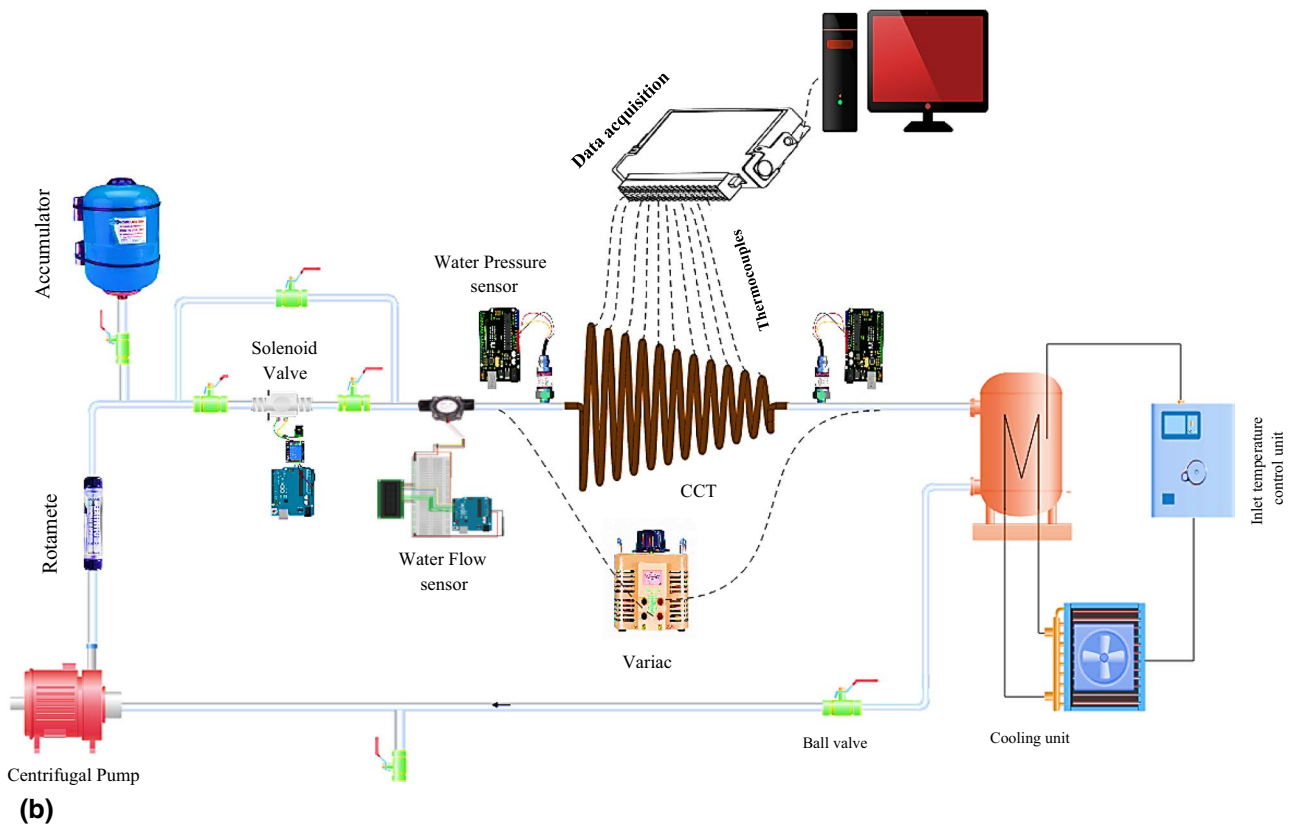 Data acquisition
Accumulator
Water Pressure
sensor
Thermocouples
Solenoid
Valve
CCT
Inlet temperature
control unit
Rotamete
Water Flow
sensor
Variac
Ball valve
Cooling unit
Centrifugal Pump
(b)